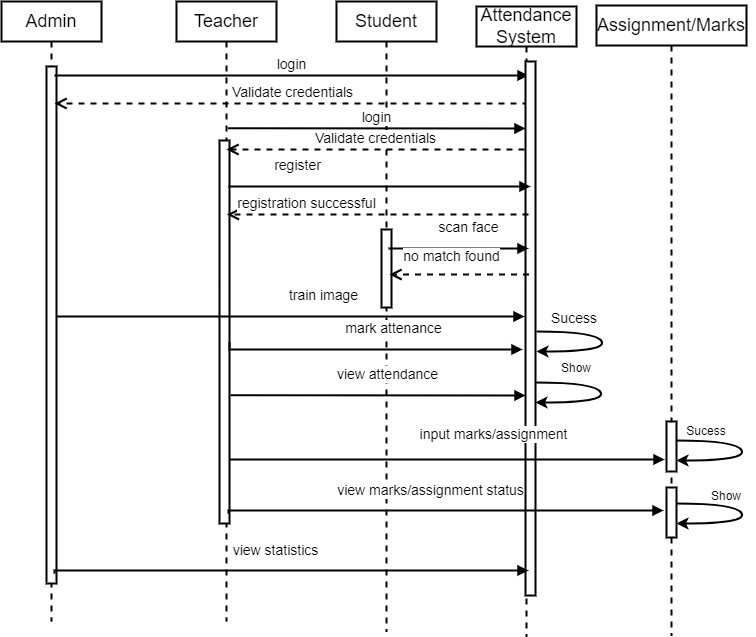 Admin
Teacher
Student
Attendance
System
Assignment/Marks
login
Validate credentials
login
Validate credentials
register
registration successful
scan face
no match found
train image
Sucess
mark attenance
Show
view attendance
input marks/assignment
Sucess
view marks/assignment status
Show
view statistics